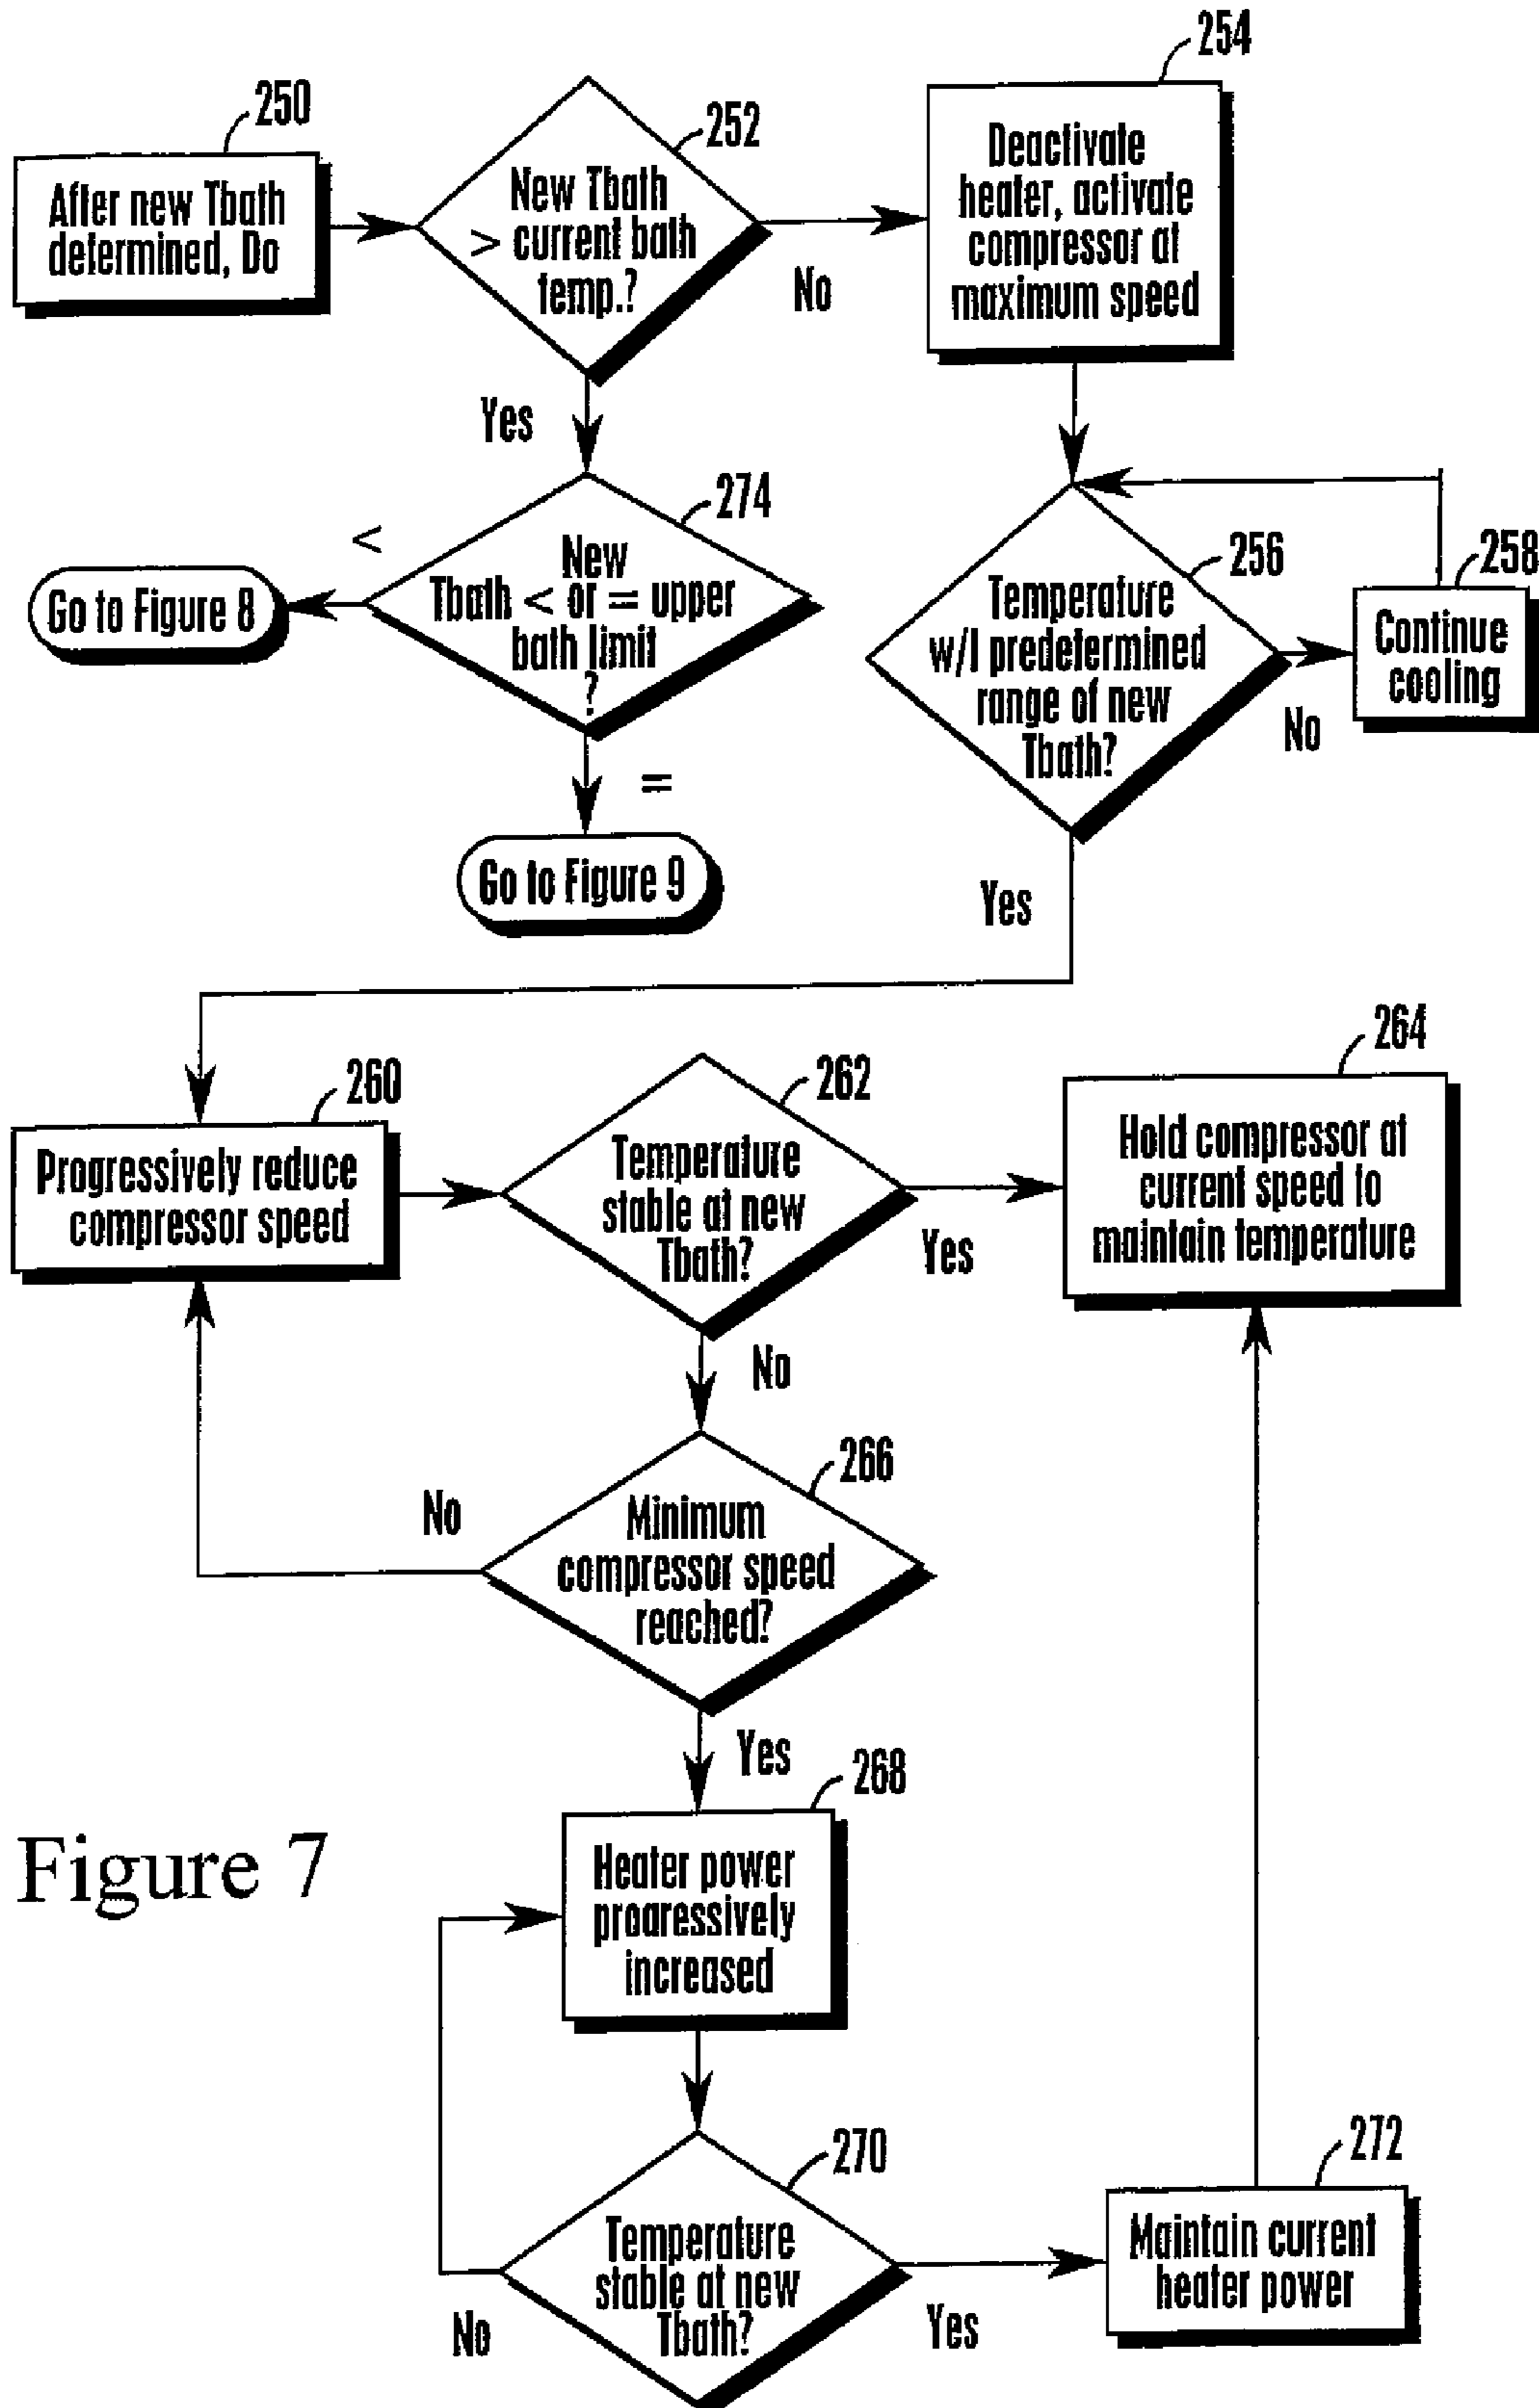 250
After new Tbath
determined, Do
252
New Tbath
> current bath
temp.?
No
Yes
254
Deactivate
heater, activate
compressor at
maximum speed
274
<
New
Tbath < or = upper
bath limit
?
Go to Figure 8
=
Go to Figure 9
256
Temperature
w/I predetermined
range of new
Tbath?
No
258
Continue
cooling
Yes
260
Progressively reduce
compressor speed
262
Temperature
stable at new
Tbath?
Yes
264
Hold compressor at
current speed to
maintain temperature
No
266
Minimum
compressor speed
reached?
No
Yes
268
Heater power
progressively
increased
Figure 7
270
Temperature
stable at new
Tbath?
No
Yes
272
Maintain current
heater power